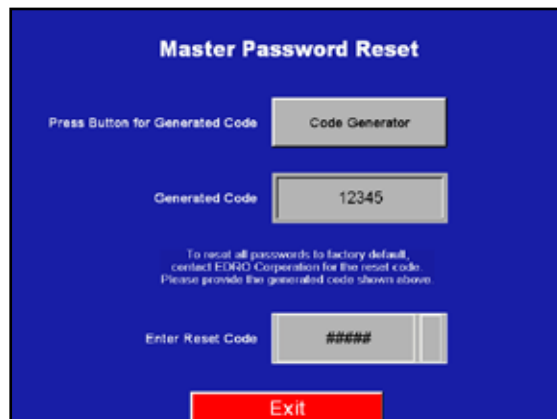 Master Password Reset
Press Button for Generated Code
Code Generator
Generated Code
12345
To reset all passwords to factory default,
contact EDRO Corporation for the reset code.
Please provide the generated code shown above.
Enter Reset Code
#####
Exit